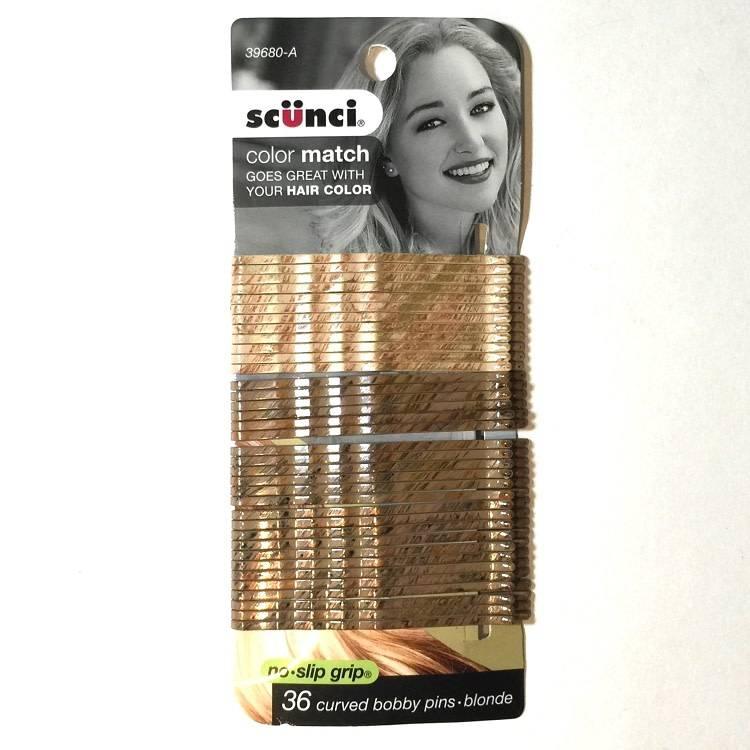 39680-A
scünci®
color match
GOES GREAT WITH
YOUR HAIR COLOR
no·slip grip®
36 curved bobby pins·blonde